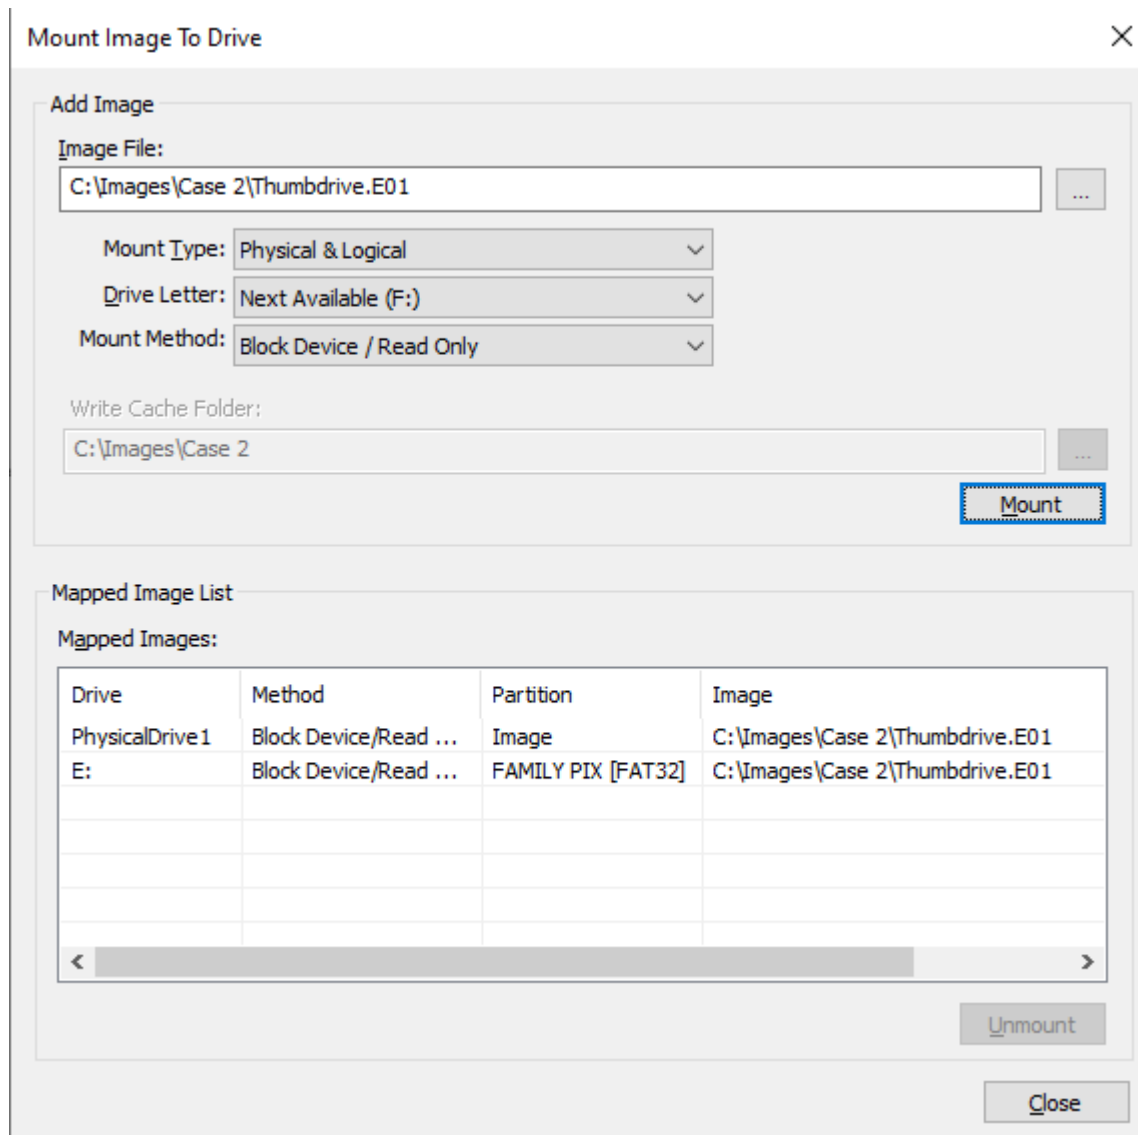 Mount Image To Drive
Add Image
Image File:
C:\Images\Case 2\Thumbdrive.E01
...
Mount Type: Physical & Logical
Drive Letter: Next Available (F:)
Mount Method: Block Device / Read Only
Write Cache Folder:
C:\Images\Case 2
...
Mount
Mapped Image List
Mapped Images:
Drive Method Partition Image
PhysicalDrive1 Block Device/Read ... Image C:\Images\Case 2\Thumbdrive.E01
E: Block Device/Read ... FAMILY PIX [FAT32] C:\Images\Case 2\Thumbdrive.E01
Unmount
Close